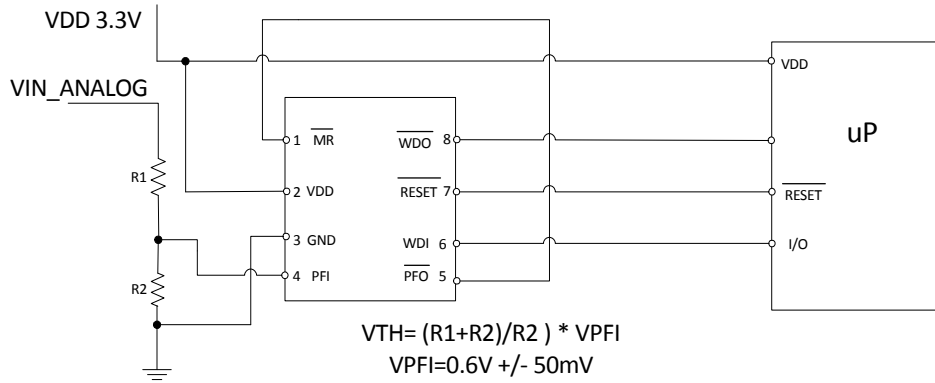 VDD 3.3V
VIN_ANALOG
R1
R2
1 MR
2 VDD
3 GND
4 PFI
WDO 8
RESET 7
WDI 6
PFO 5
VDD
uP
RESET
I/O
VTH= (R1+R2)/R2 ) * VPFI
VPFI=0.6V +/- 50mV